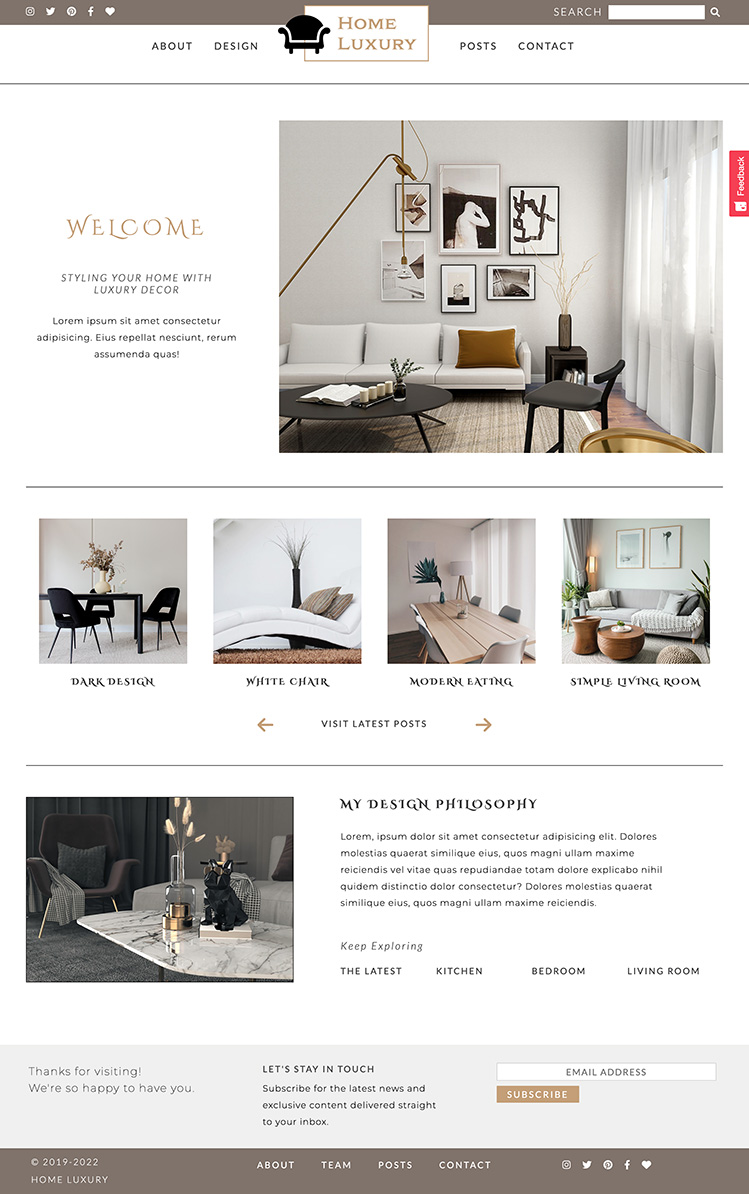 SEARCH
HOME
LUXURY
ABOUT DESIGN POSTS CONTACT
Feedback
WELCOME
STYLING YOUR HOME WITH
LUXURY DECOR
Lorem ipsum sit amet consectetur
adipisicing. Eius repellat nesciunt, rerum
assumenda quas!
DARK DESIGN
WHITE CHAIR
MODERN EATING
SIMPLE LIVING ROOM
VISIT LATEST POSTS
MY DESIGN PHILOSOPHY
Lorem, ipsum dolor sit amet consectetur adipisicing elit. Dolores
molestias quaerat similique eius, quos magni ullam maxime
reiciendis vel vitae quas repudiandae totam dolore explicabo nihil
quidem distinctio dolor consectetur? Dolores molestias quaerat
similique eius, quos magni ullam maxime reiciendis.
Keep Exploring
THE LATEST KITCHEN BEDROOM LIVING ROOM
Thanks for visiting!
We're so happy to have you.
LET'S STAY IN TOUCH
Subscribe for the latest news and
exclusive content delivered straight
to your inbox.
EMAIL ADDRESS
SUBSCRIBE
© 2019-2022
HOME LUXURY
ABOUT TEAM POSTS CONTACT